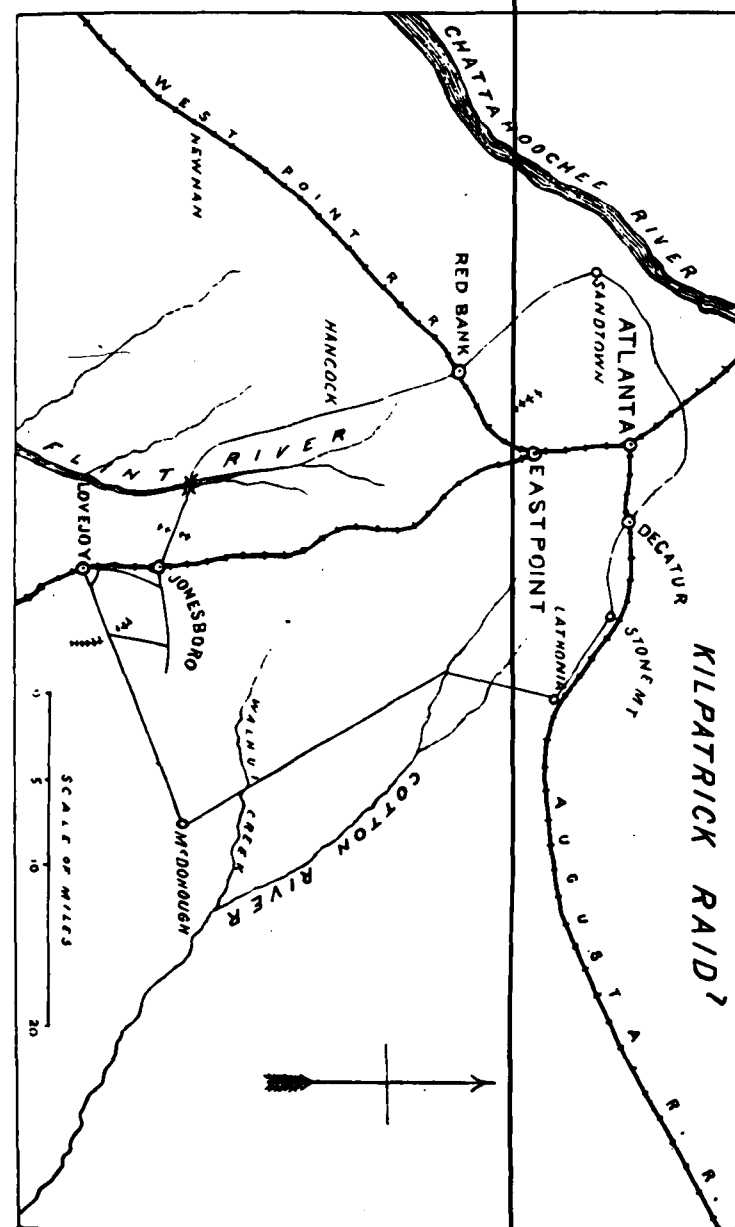 KILPATRICK RAID?
CHATTAHOOCHEE RIVER
SANDTOWN
ATLANTA
DECATUR
STONE MT
LATHONIA
AUGUSTA R.R.
EAST POINT
RED BANK
WEST POINT R R
NEWNAN
HANCOCK
FLINT RIVER
JONESBORO
LOVEJOY
WALNUT CREEK
COTTON RIVER
McDONOUGH
0 5 10 20
SCALE OF MILES